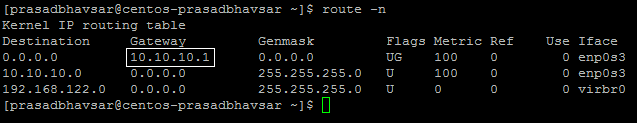 [prasadbhavsar@centos-prasadbhavsar ~]$ route -n
Kernel IP routing table
Destination     Gateway         Genmask         Flags Metric Ref    Use Iface
0.0.0.0         10.10.10.1      0.0.0.0         UG    100    0        0 enp0s3
10.10.10.0      0.0.0.0         255.255.255.0   U     100    0        0 enp0s3
192.168.122.0   0.0.0.0         255.255.255.0   U     0      0        0 virbr0
[prasadbhavsar@centos-prasadbhavsar ~]$